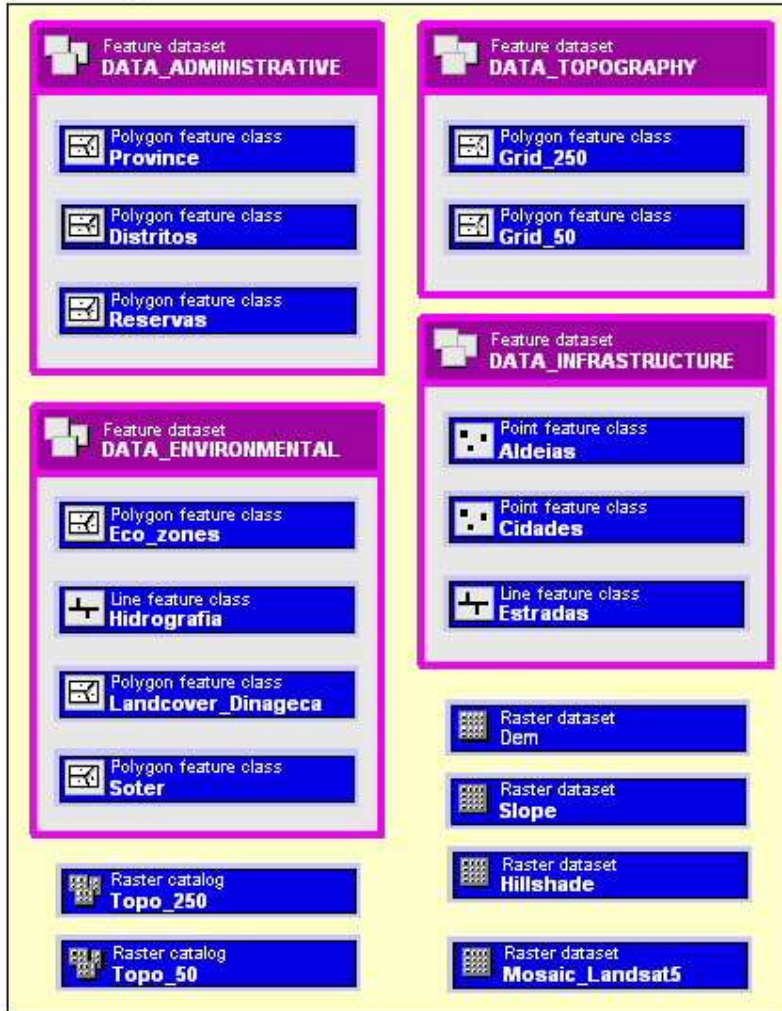 Feature dataset
DATA_ADMINISTRATIVE
Polygon feature class
Province
Polygon feature class
Distritos
Polygon feature class
Reservas
Feature dataset
DATA_ENVIRONMENTAL
Polygon feature class
Eco_zones
Line feature class
Hidrografia
Polygon feature class
Landcover_Dinageca
Polygon feature class
Soter
Raster catalog
Topo_250
Raster catalog
Topo_50
Feature dataset
DATA_TOPOGRAPHY
Polygon feature class
Grid_250
Polygon feature class
Grid_50
Feature dataset
DATA_INFRASTRUCTURE
Point feature class
Aldeias
Point feature class
Cidades
Line feature class
Estradas
Raster dataset
Dem
Raster dataset
Slope
Raster dataset
Hillshade
Raster dataset
Mosaic_Landsat5